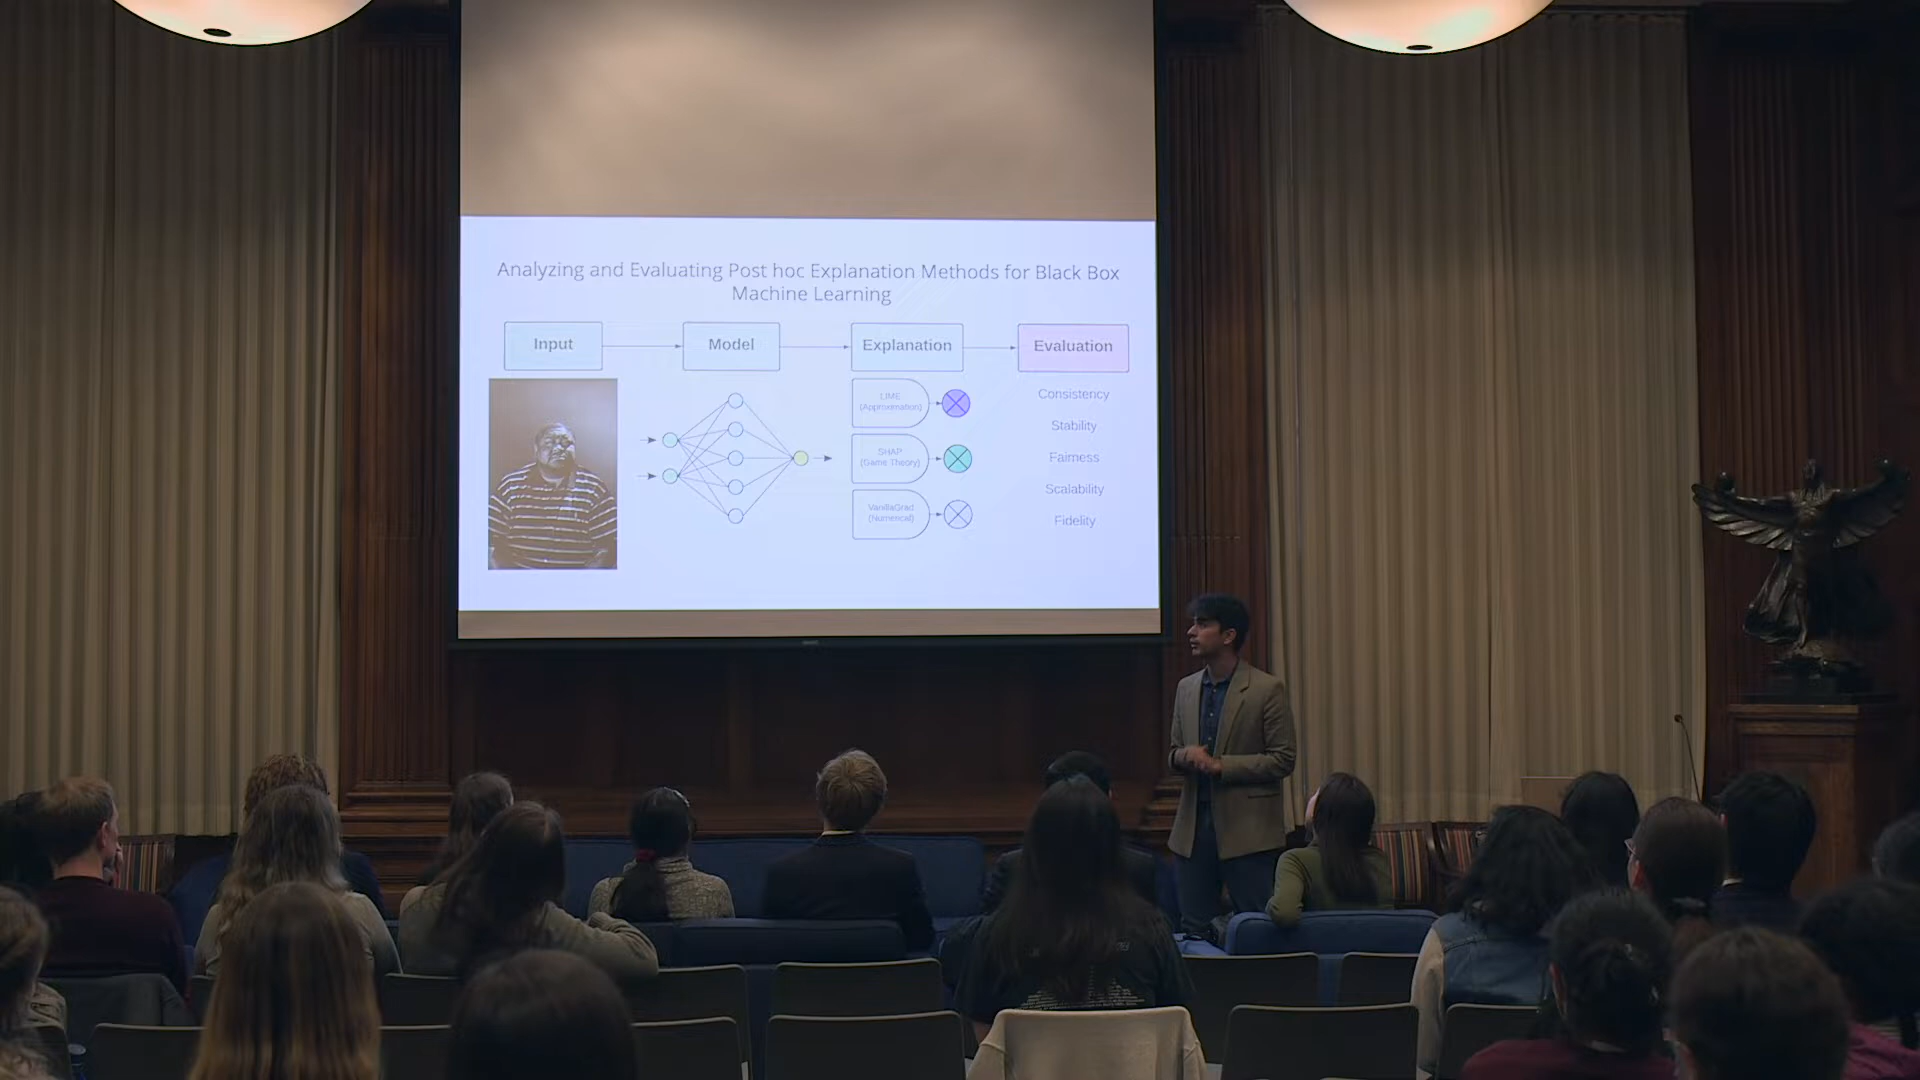 Analyzing and Evaluating Post hoc Explanation Methods for Black Box
Machine Learning
Input
Model
Explanation
Evaluation
LIME
(Approximation)
SHAP
(Game Theory)
VanillaGrad
(Numerical)
Consistency
Stability
Fairness
Scalability
Fidelity